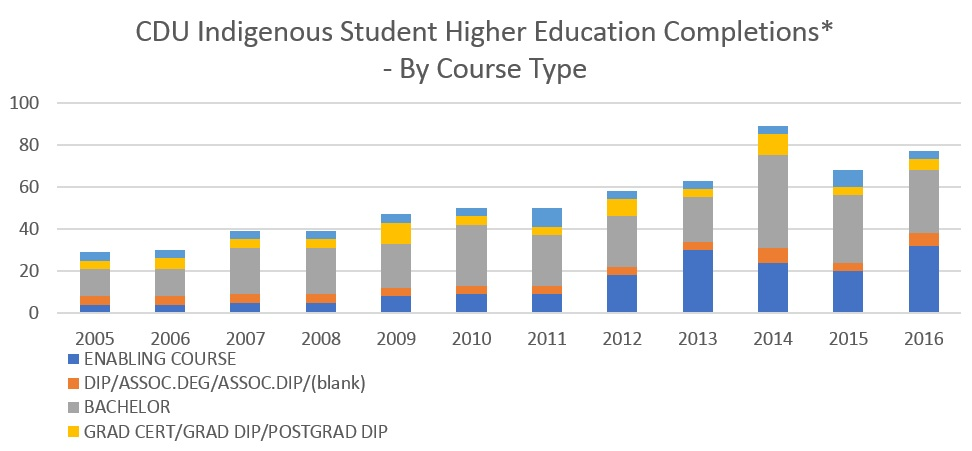 CDU Indigenous Student Higher Education Completions*
- By Course Type
100
80
60
40
20
0
2005 2006 2007 2008 2009 2010 2011 2012 2013 2014 2015 2016
ENABLING COURSE
DIP/ASSOC.DEG/ASSOC.DIP/(blank)
BACHELOR
GRAD CERT/GRAD DIP/POSTGRAD DIP